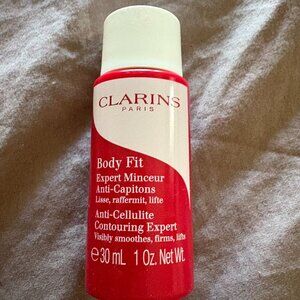 CLARINS
PARIS
Body Fit
Expert Minceur
Anti-Capitons
Lisse, raffermit, lifte
Anti-Cellulite
Contouring Expert
Visibly smoothes, firms, lifts
℮ 30 mL 1 Oz. Net Wt.